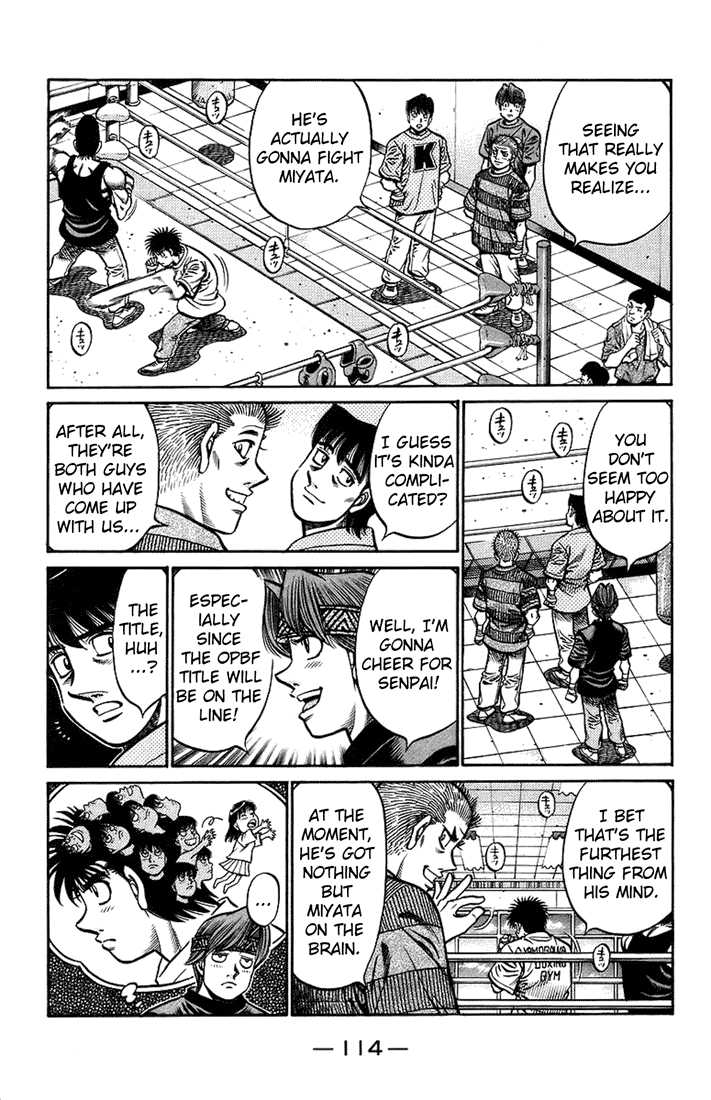 SEEING
THAT REALLY
MAKES YOU
REALIZE...
HE'S
ACTUALLY
GONNA FIGHT
MIYATA.
K
YOU
DON'T
SEEM TOO
HAPPY
ABOUT IT.
I GUESS
IT'S KINDA
COMPLI-
CATED?
AFTER ALL,
THEY'RE
BOTH GUYS
WHO HAVE
COME UP
WITH US...
WELL, I'M
GONNA
CHEER FOR
SENPAI!
ESPEC-
IALLY
SINCE
THE OPBF
TITLE WILL
BE ON THE
LINE!
THE
TITLE,
HUH
...?
I BET
THAT'S THE
FURTHEST
THING FROM
HIS MIND.
GYM
AT THE
MOMENT,
HE'S GOT
NOTHING
BUT
MIYATA
ON THE
BRAIN.
...
— 114 —